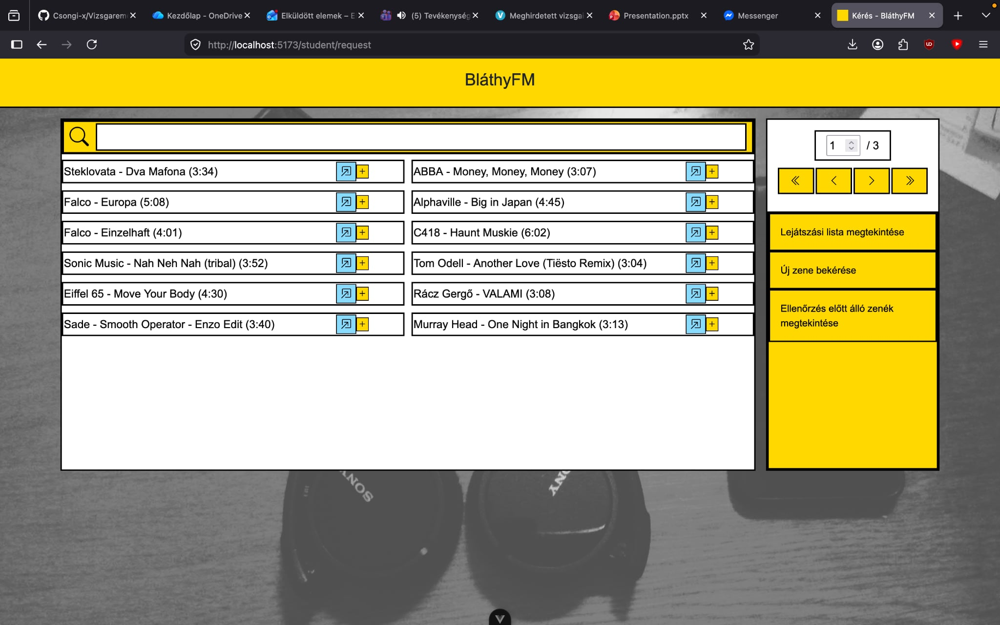 Csongi-x/Vizsgarem
Kezdőlap - OneDrive
Elküldött elemek – E
(5) Tevékenység
Meghirdetett vizsgai
Presentation.pptx
Messenger
Kérés - BláthyFM
http://localhost:5173/student/request
BláthyFM
Steklovata - Dva Mafona (3:34)
ABBA - Money, Money, Money (3:07)
Falco - Europa (5:08)
Alphaville - Big in Japan (4:45)
Falco - Einzelhaft (4:01)
C418 - Haunt Muskie (6:02)
Sonic Music - Nah Neh Nah (tribal) (3:52)
Tom Odell - Another Love (Tiësto Remix) (3:04)
Eiffel 65 - Move Your Body (4:30)
Rácz Gergő - VALAMI (3:08)
Sade - Smooth Operator - Enzo Edit (3:40)
Murray Head - One Night in Bangkok (3:13)
1 / 3
Lejátszási lista megtekintése
Új zene bekérése
Ellenőrzés előtt álló zenék
megtekintése
SONY
SONY